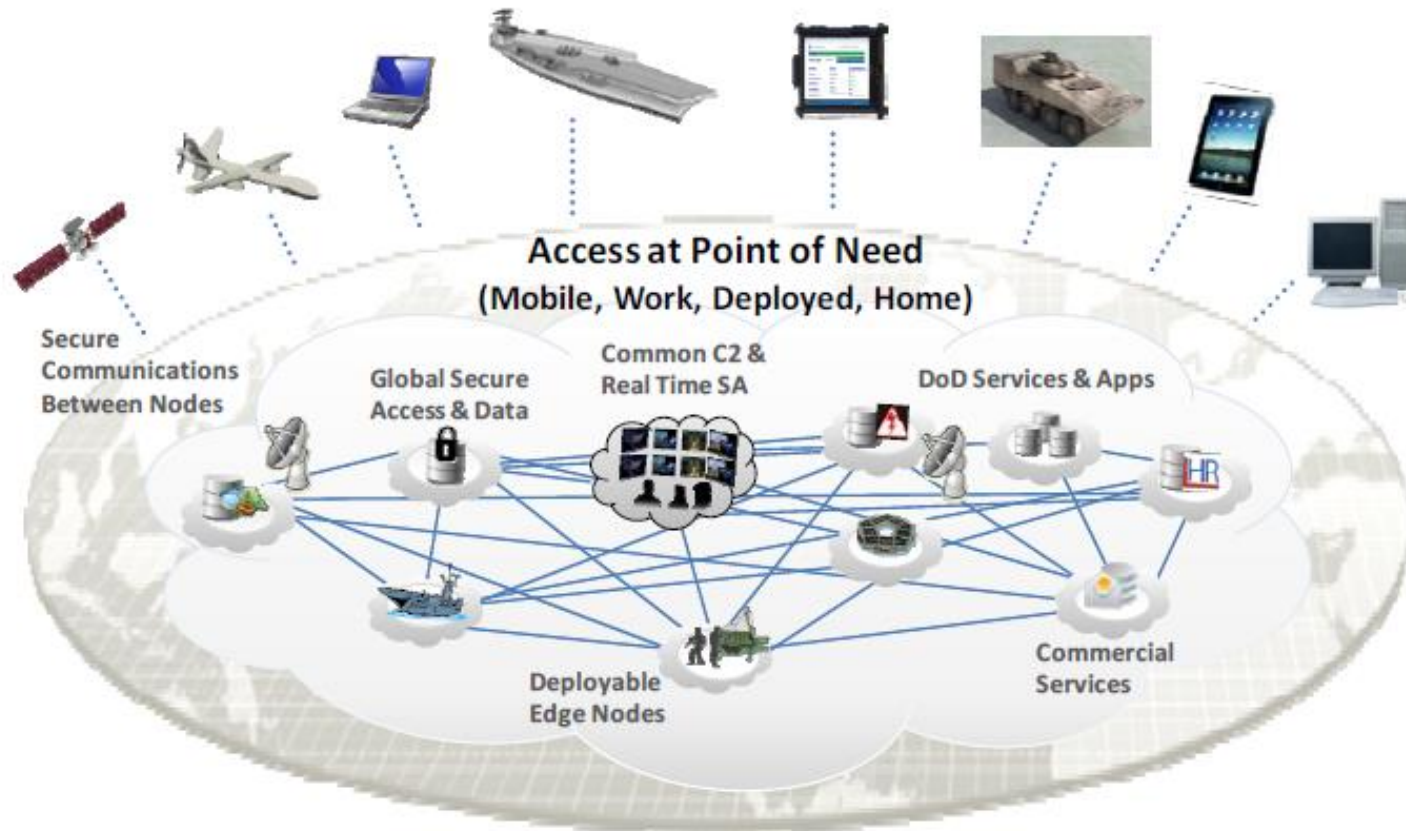 Access at Point of Need
(Mobile, Work, Deployed, Home)
Secure
Communications
Between Nodes
Global Secure
Access & Data
Common C2 &
Real Time SA
DoD Services & Apps
HR
Deployable
Edge Nodes
Commercial
Services